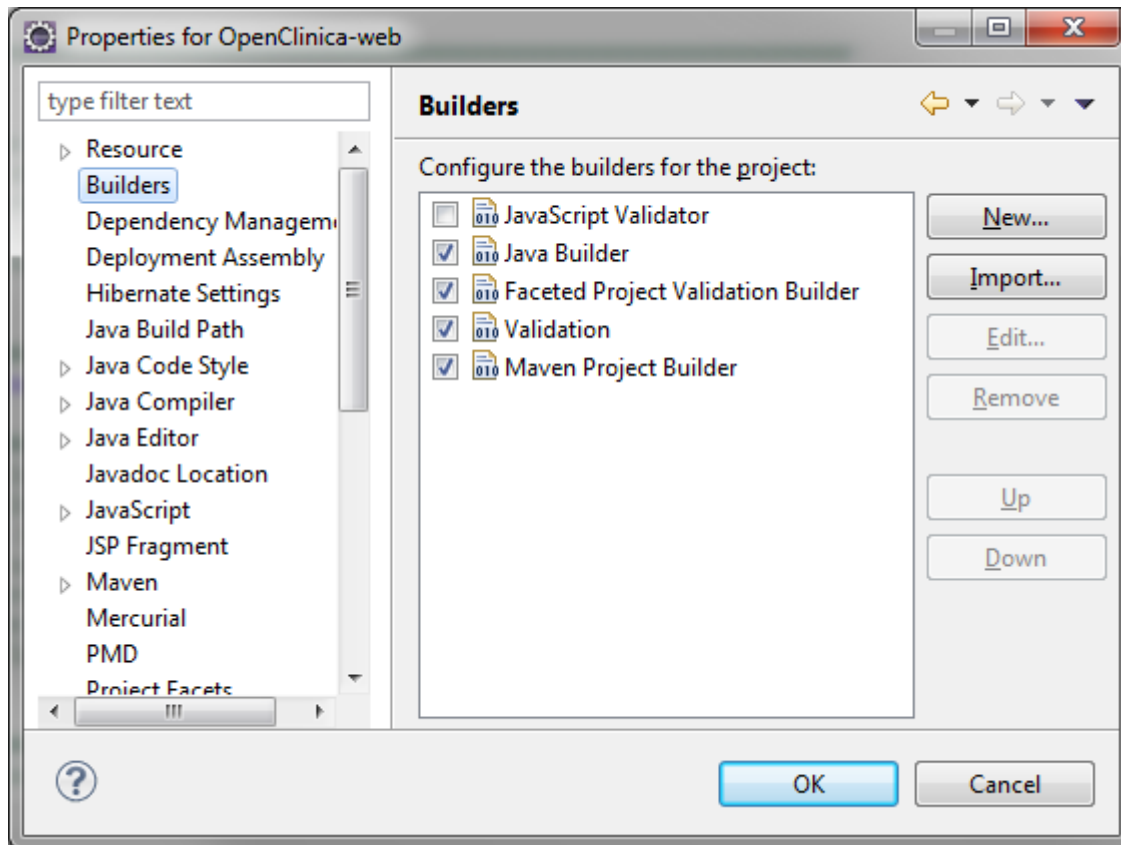 Properties for OpenClinica-web
type filter text
Resource
Builders
Dependency Managem
Deployment Assembly
Hibernate Settings
Java Build Path
Java Code Style
Java Compiler
Java Editor
Javadoc Location
JavaScript
JSP Fragment
Maven
Mercurial
PMD
Project Facets
Builders
Configure the builders for the project:
JavaScript Validator
Java Builder
Faceted Project Validation Builder
Validation
Maven Project Builder
New...
Import...
Edit...
Remove
Up
Down
OK
Cancel